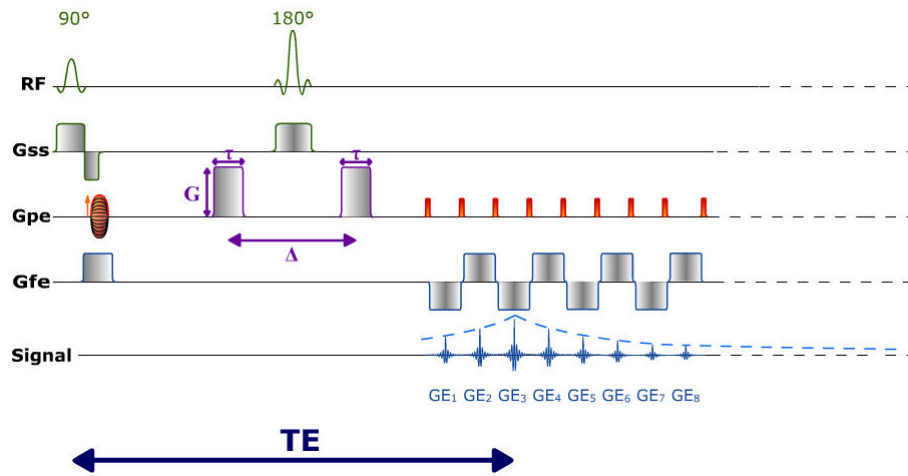 90° 180°
RF
Gss
τ τ
G
Gpe
Δ
Gfe
Signal
GE₁ GE₂ GE₃ GE₄ GE₅ GE₆ GE₇ GE₈
TE